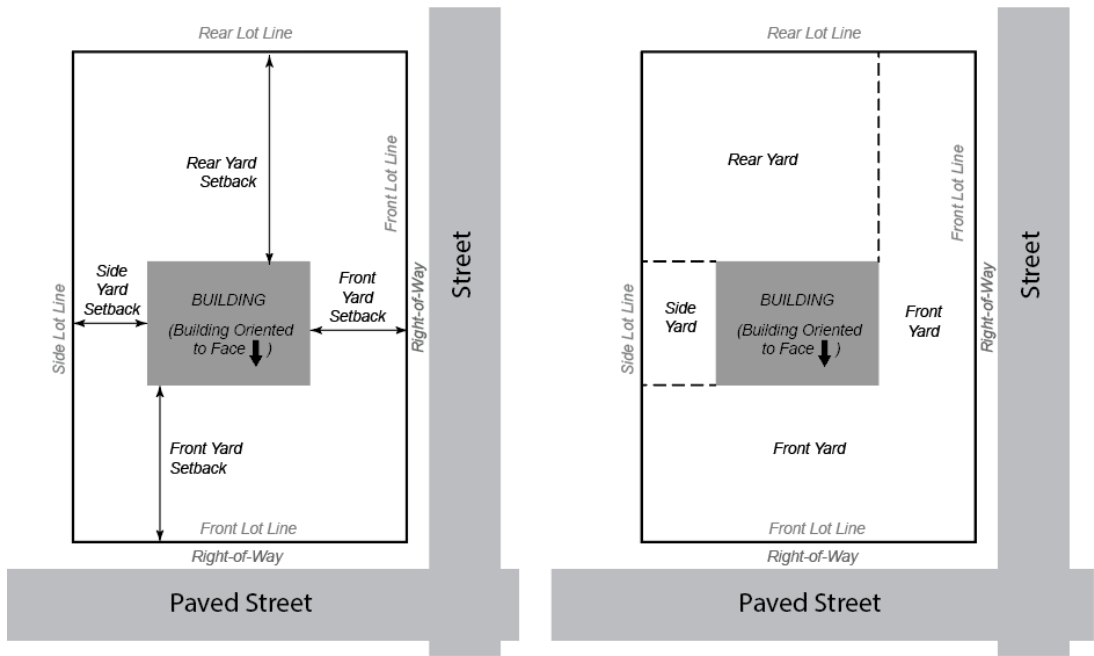 Rear Lot Line
Rear Yard
Setback
Front Lot Line
Side
Yard
Setback
BUILDING
(Building Oriented
to Face )
Front
Yard
Setback
Side Lot Line
Right-of-Way
Street
Front Yard
Setback
Front Lot Line
Right-of-Way
Paved Street
Rear Lot Line
Rear Yard
Front Lot Line
Side
Yard
BUILDING
(Building Oriented
to Face )
Front
Yard
Side Lot Line
Right-of-Way
Street
Front Yard
Front Lot Line
Right-of-Way
Paved Street